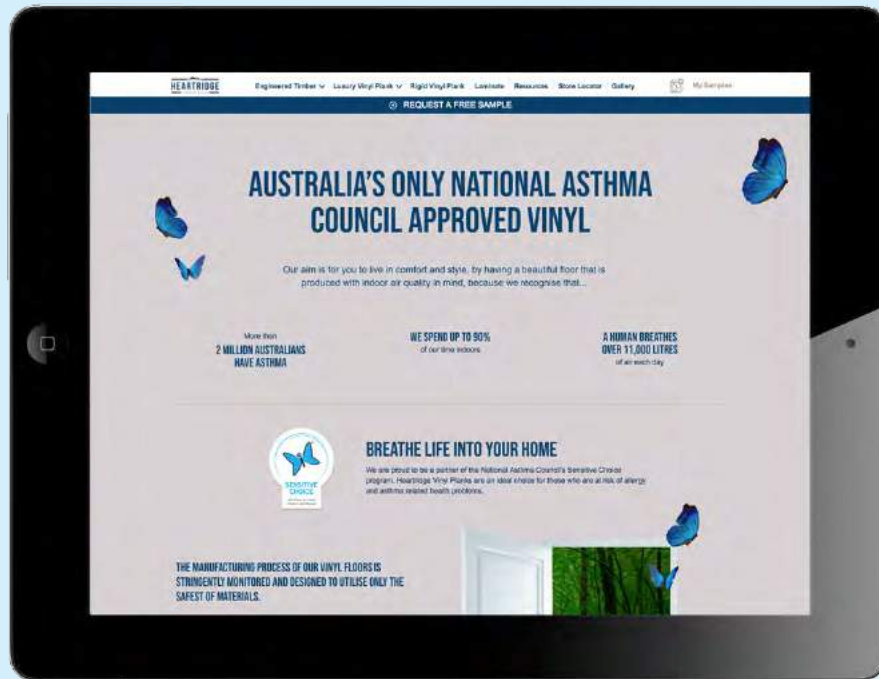 HEARTRIDGE
Engineered Timber Luxury Vinyl Plank Rigid Vinyl Plank Laminate Resources Store Locator Gallery My Samples
REQUEST A FREE SAMPLE
AUSTRALIA'S ONLY NATIONAL ASTHMA
COUNCIL APPROVED VINYL
Our aim is for you to live in comfort and style, by having a beautiful floor that is
produced with indoor air quality in mind, because we recognise that...
More than
2 MILLION AUSTRALIANS
HAVE ASTHMA
WE SPEND UP TO 90%
of our time indoors
A HUMAN BREATHES
OVER 11,000 LITRES
of air each day
BREATHE LIFE INTO YOUR HOME
We are proud to be a partner of the National Asthma Council's Sensitive Choice
program. Heartridge Vinyl Planks are an ideal choice for those who are at risk of allergy
and asthma related health problems.
SENSITIVE
CHOICE
THE MANUFACTURING PROCESS OF OUR VINYL FLOORS IS
STRINGENTLY MONITORED AND DESIGNED TO UTILISE ONLY THE
SAFEST OF MATERIALS.